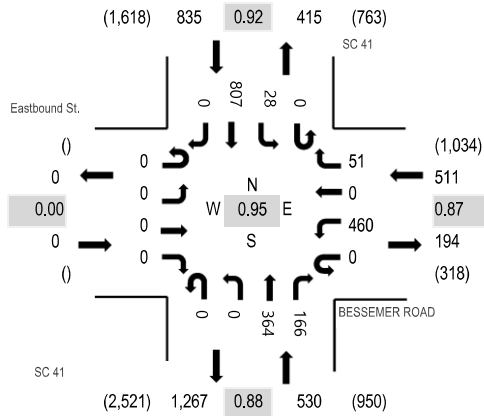 (1,618) 835 0.92 415 (763)
SC 41
Eastbound St.
0 807 28 0
() 0 51 (1,034)
0 0 0 511
0.00 W N 0.95 E S 0.87
0 0 460 194
() 0 0 (318)
0 0 364 166
BESSEMER ROAD
SC 41
(2,521) 1,267 0.88 530 (950)